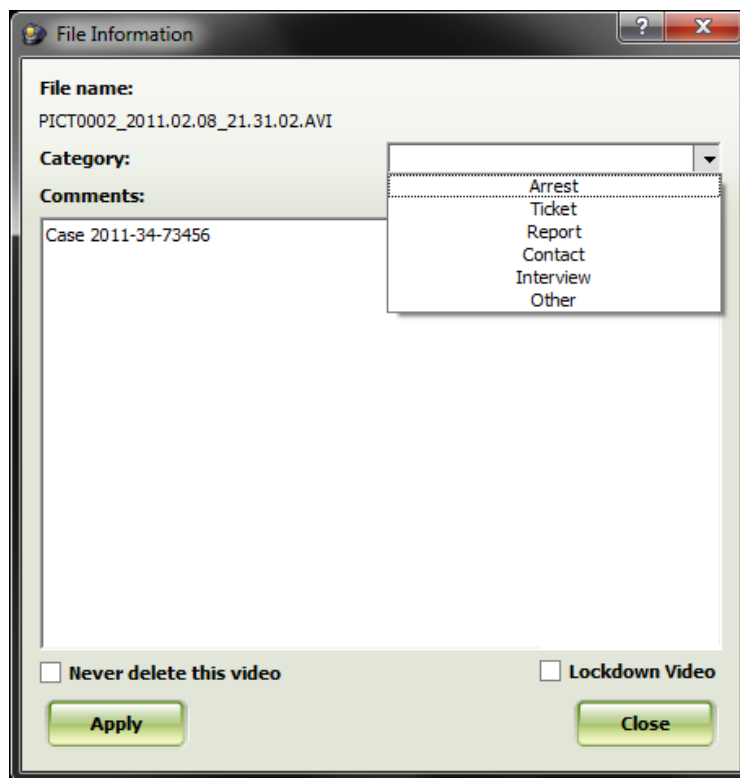 File Information
?
X
File name:
PICT0002_2011.02.08_21.31.02.AVI
Category:
Arrest
Ticket
Report
Contact
Interview
Other
Comments:
Case 2011-34-73456
Never delete this video
Lockdown Video
Apply
Close